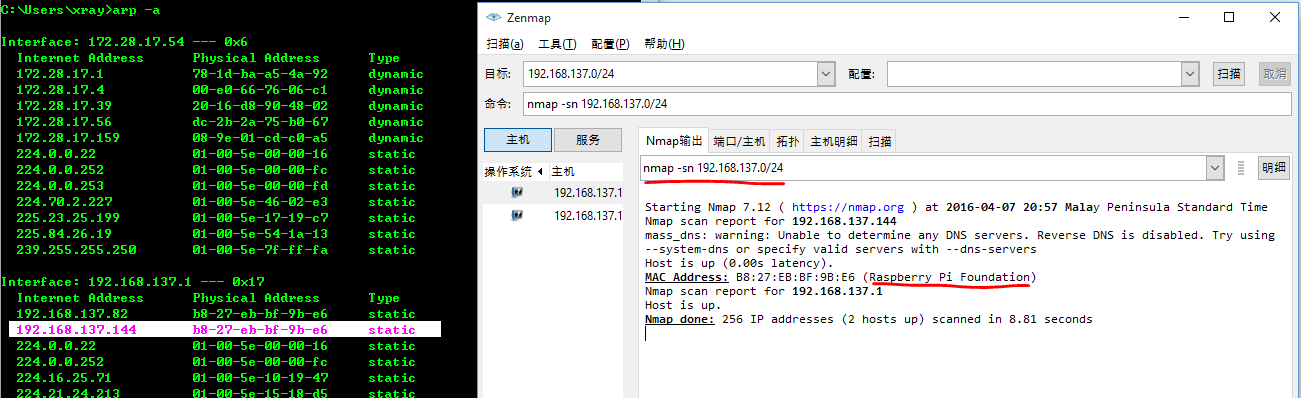 C:\Users\xray>arp -a
Interface: 172.28.17.54 --- 0x6
Internet Address Physical Address Type
172.28.17.1 78-1d-ba-a5-4a-92 dynamic
172.28.17.4 00-e0-66-76-06-c1 dynamic
172.28.17.39 20-16-d8-90-48-02 dynamic
172.28.17.56 dc-2b-2a-75-b0-67 dynamic
172.28.17.159 08-9e-01-cd-c0-a5 dynamic
224.0.0.22 01-00-5e-00-00-16 static
224.0.0.252 01-00-5e-00-00-fc static
224.0.0.253 01-00-5e-00-00-fd static
224.70.2.227 01-00-5e-46-02-e3 static
225.23.25.199 01-00-5e-17-19-c7 static
225.84.26.19 01-00-5e-54-1a-13 static
239.255.255.250 01-00-5e-7f-ff-fa static
Interface: 192.168.137.1 --- 0x17
Internet Address Physical Address Type
192.168.137.82 b8-27-eb-bf-9b-e6 static
192.168.137.144 b8-27-eb-bf-9b-e6 static
224.0.0.22 01-00-5e-00-00-16 static
224.0.0.252 01-00-5e-00-00-fc static
224.16.25.71 01-00-5e-10-19-47 static
224.21.24.213 01-00-5e-15-18-d5 static
Zenmap
扫描(a) 工具(T) 配置(P) 帮助(H)
目标: 192.168.137.0/24 配置: 扫描 取消
命令: nmap -sn 192.168.137.0/24
主机 服务
操作系统 主机
192.168.137.1
192.168.137.1
Nmap输出 端口/主机 拓扑 主机明细 扫描
nmap -sn 192.168.137.0/24 明细
Starting Nmap 7.12 ( https://nmap.org ) at 2016-04-07 20:57 Malay Peninsula Standard Time
Nmap scan report for 192.168.137.144
mass_dns: warning: Unable to determine any DNS servers. Reverse DNS is disabled. Try using
--system-dns or specify valid servers with --dns-servers
Host is up (0.00s latency).
MAC Address: B8:27:EB:BF:9B:E6 (Raspberry Pi Foundation)
Nmap scan report for 192.168.137.1
Host is up.
Nmap done: 256 IP addresses (2 hosts up) scanned in 8.81 seconds